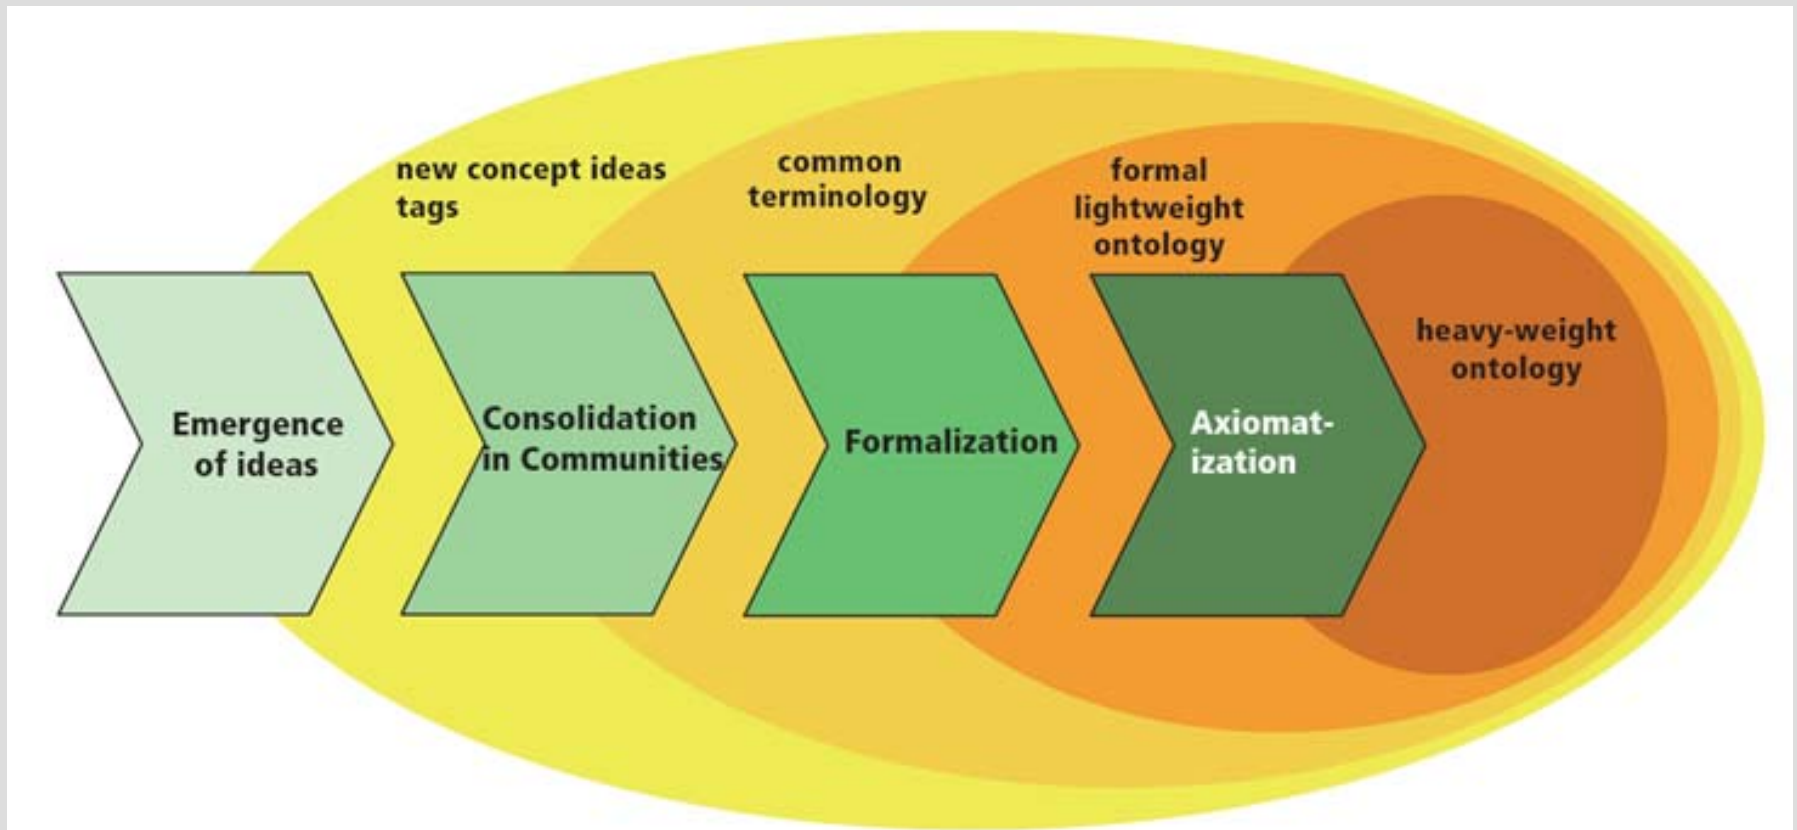 new concept ideas
tags
common
terminology
formal
lightweight
ontology
heavy-weight
ontology
Emergence
of ideas
Consolidation
in Communities
Formalization
Axiomat-
ization